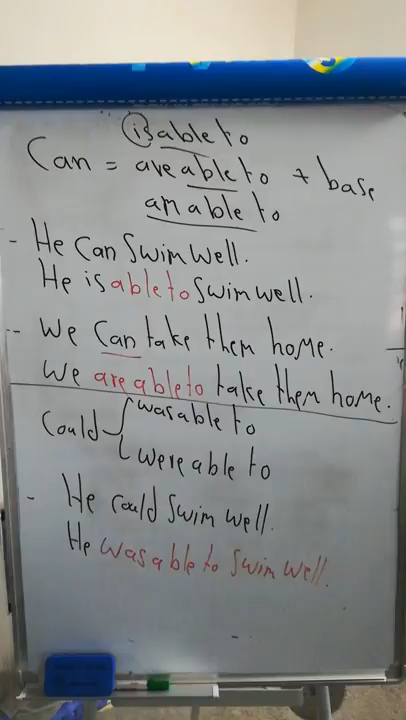 is able to
Can = are able to + base
am able to
- He Can Swim well.
He is able to Swim well.
-- We Can take them home.
We are able to take them home.
Could was able to
were able to
- He could Swim well.
He was able to Swim well.